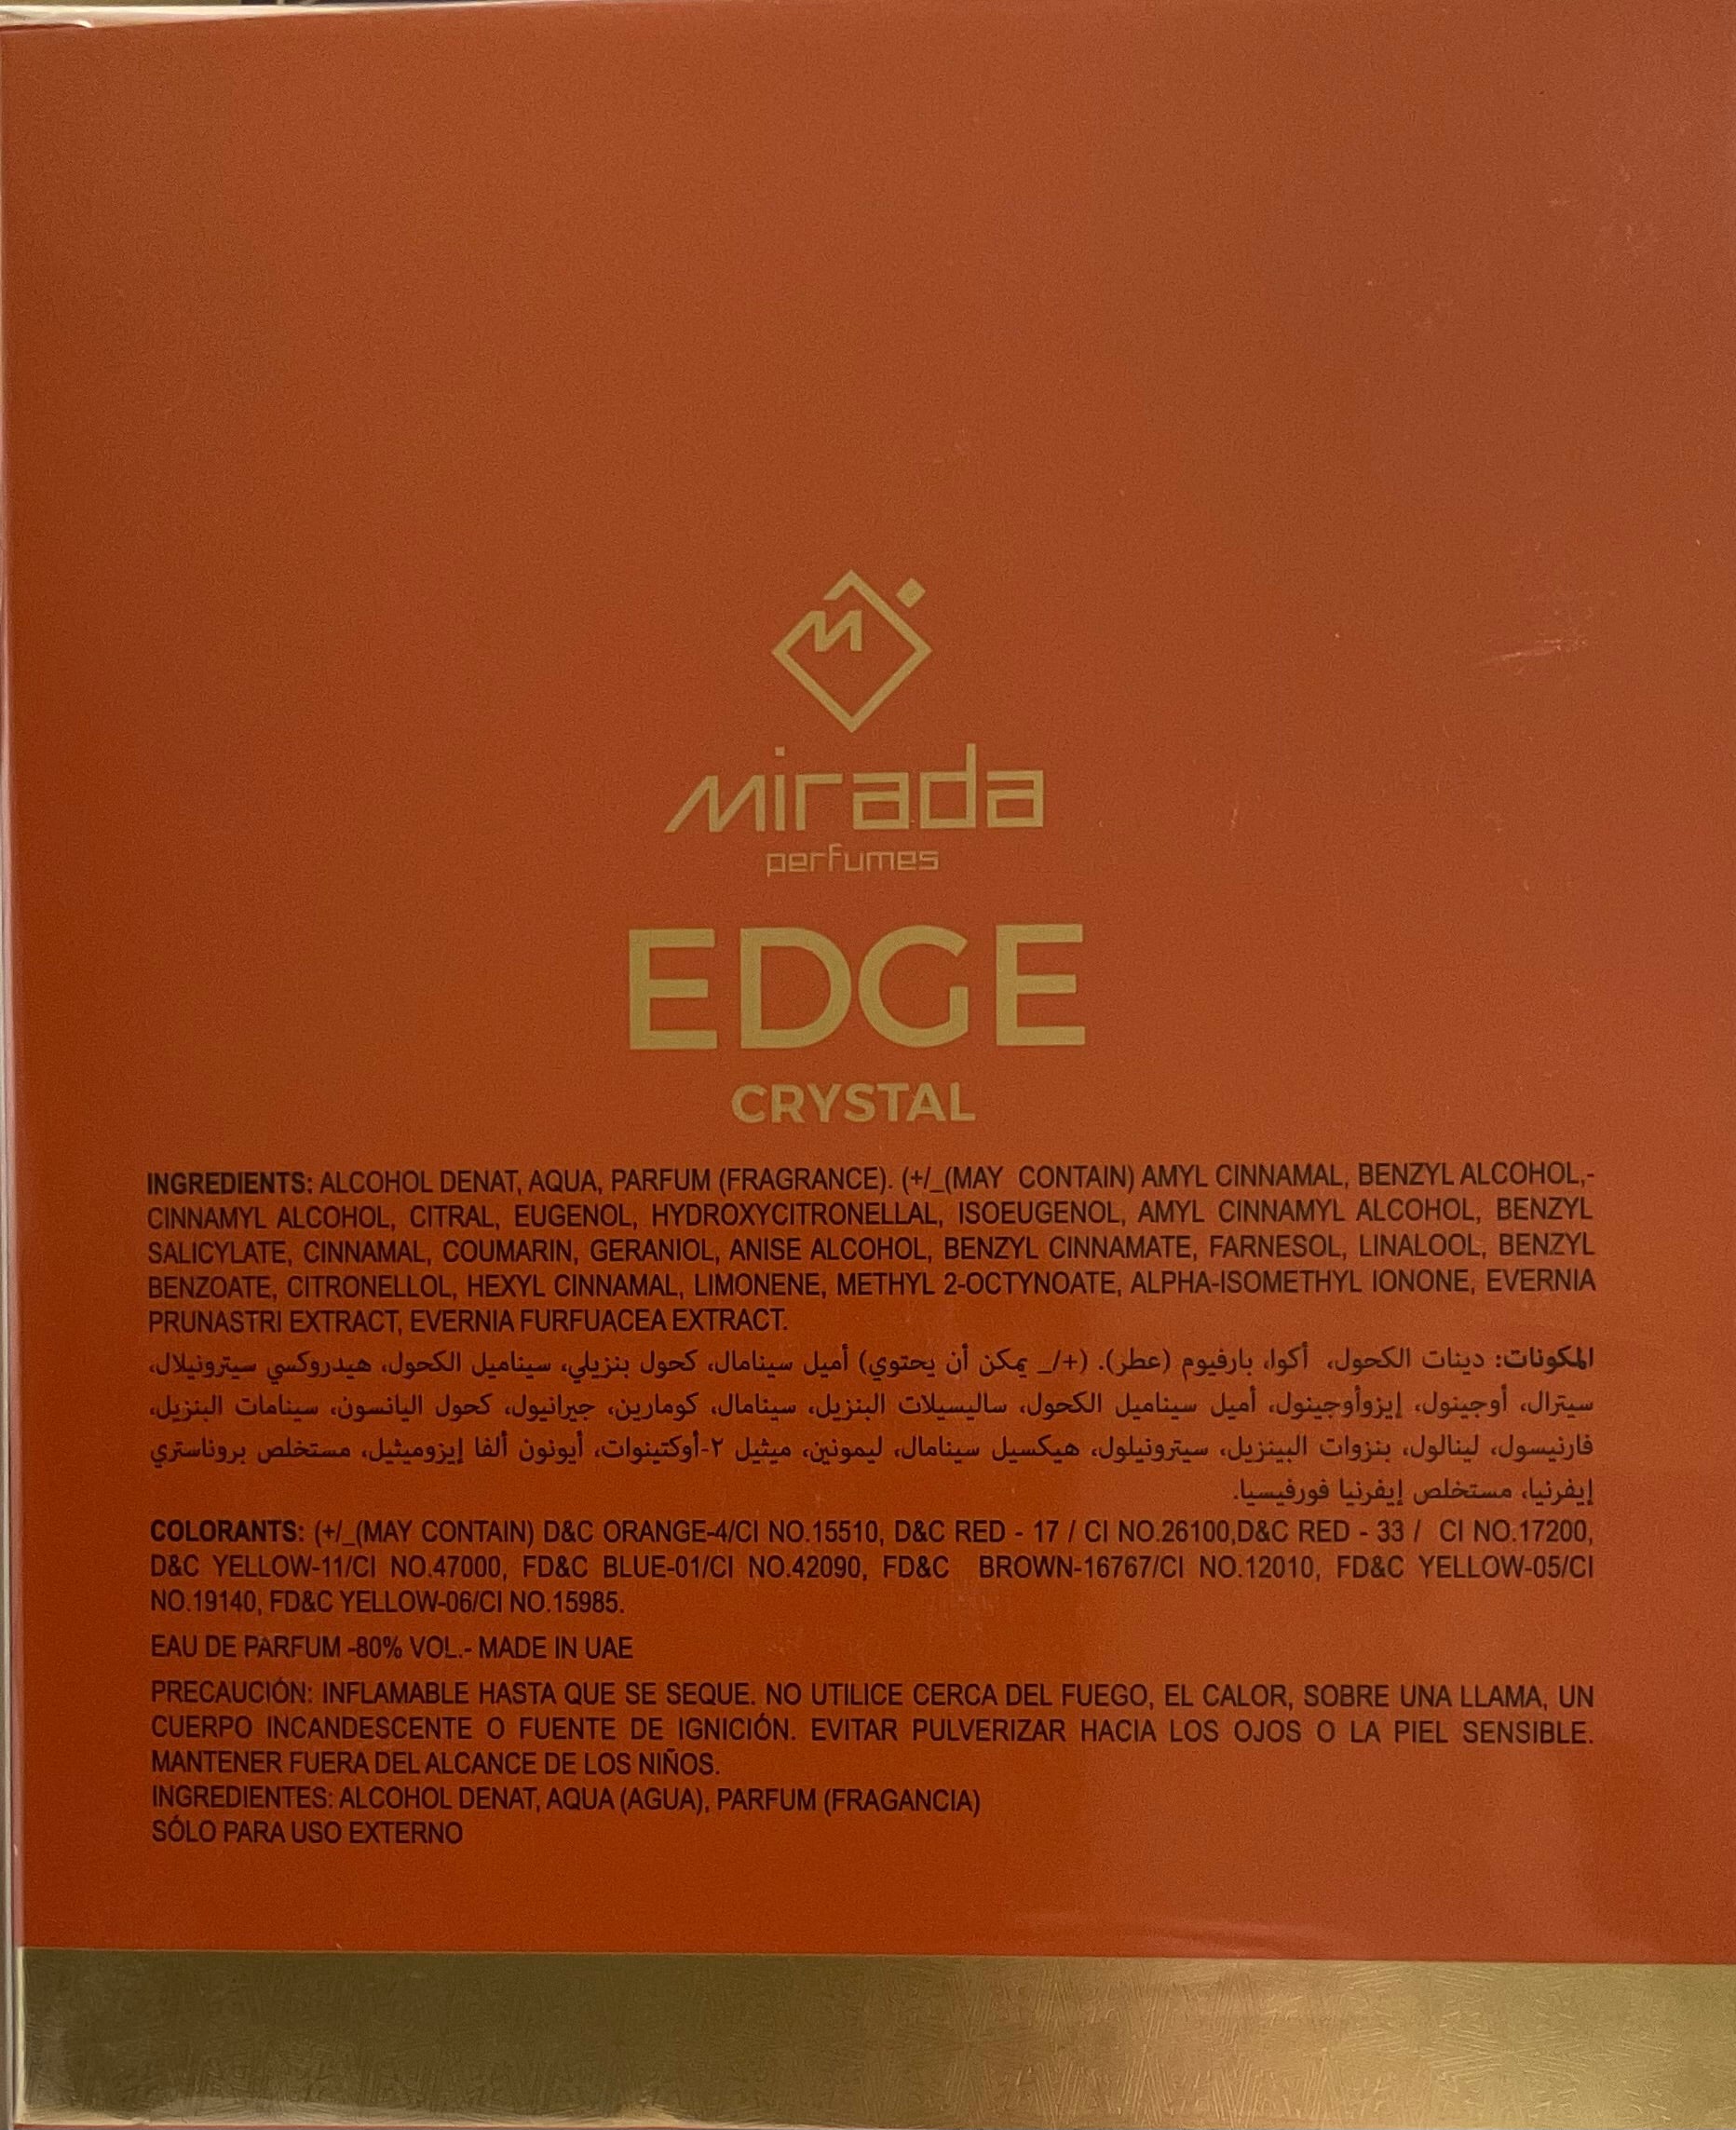 M
mirada
perfumes
EDGE
CRYSTAL
INGREDIENTS: ALCOHOL DENAT, AQUA, PARFUM (FRAGRANCE). (+/_(MAY CONTAIN) AMYL CINNAMAL, BENZYL ALCOHOL,-
CINNAMYL ALCOHOL, CITRAL, EUGENOL, HYDROXYCITRONELLAL, ISOEUGENOL, AMYL CINNAMYL ALCOHOL, BENZYL
SALICYLATE, CINNAMAL, COUMARIN, GERANIOL, ANISE ALCOHOL, BENZYL CINNAMATE, FARNESOL, LINALOOL, BENZYL
BENZOATE, CITRONELLOL, HEXYL CINNAMAL, LIMONENE, METHYL 2-OCTYNOATE, ALPHA-ISOMETHYL IONONE, EVERNIA
PRUNASTRI EXTRACT, EVERNIA FURFUACEA EXTRACT.
المكونات: دينات الكحول، أكوا، بارفيوم (عطر). (+/_ يمكن أن يحتوي) أميل سينامال، كحول بنزيلي، سيناميل الكحول، هيدروكسي سيترونيلال،
سيترال، أوجينول، إيزوأوجينول، أميل سيناميل الكحول، ساليسيلات البنزيل، سينامال، كومارين، جيرانيول، كحول اليانسون، سينامات البنزيل،
فارنيسول، لينالول، بنزوات البينزيل، سيترونيلول، هيكسيل سينامال، ليمونين، ميثيل ٢-أوكتينوات، أيونون ألفا إيزوميثيل، مستخلص بروناستري
إيفرنيا، مستخلص إيفرنيا فورفيسيا.
COLORANTS: (+/_(MAY CONTAIN) D&C ORANGE-4/CI NO.15510, D&C RED - 17 / CI NO.26100,D&C RED - 33 / CI NO.17200,
D&C YELLOW-11/CI NO.47000, FD&C BLUE-01/CI NO.42090, FD&C BROWN-16767/CI NO.12010, FD&C YELLOW-05/CI
NO.19140, FD&C YELLOW-06/CI NO.15985.
EAU DE PARFUM -80% VOL.- MADE IN UAE
PRECAUCIÓN: INFLAMABLE HASTA QUE SE SEQUE. NO UTILICE CERCA DEL FUEGO, EL CALOR, SOBRE UNA LLAMA, UN
CUERPO INCANDESCENTE O FUENTE DE IGNICIÓN. EVITAR PULVERIZAR HACIA LOS OJOS O LA PIEL SENSIBLE.
MANTENER FUERA DEL ALCANCE DE LOS NIÑOS.
INGREDIENTES: ALCOHOL DENAT, AQUA (AGUA), PARFUM (FRAGANCIA)
SÓLO PARA USO EXTERNO